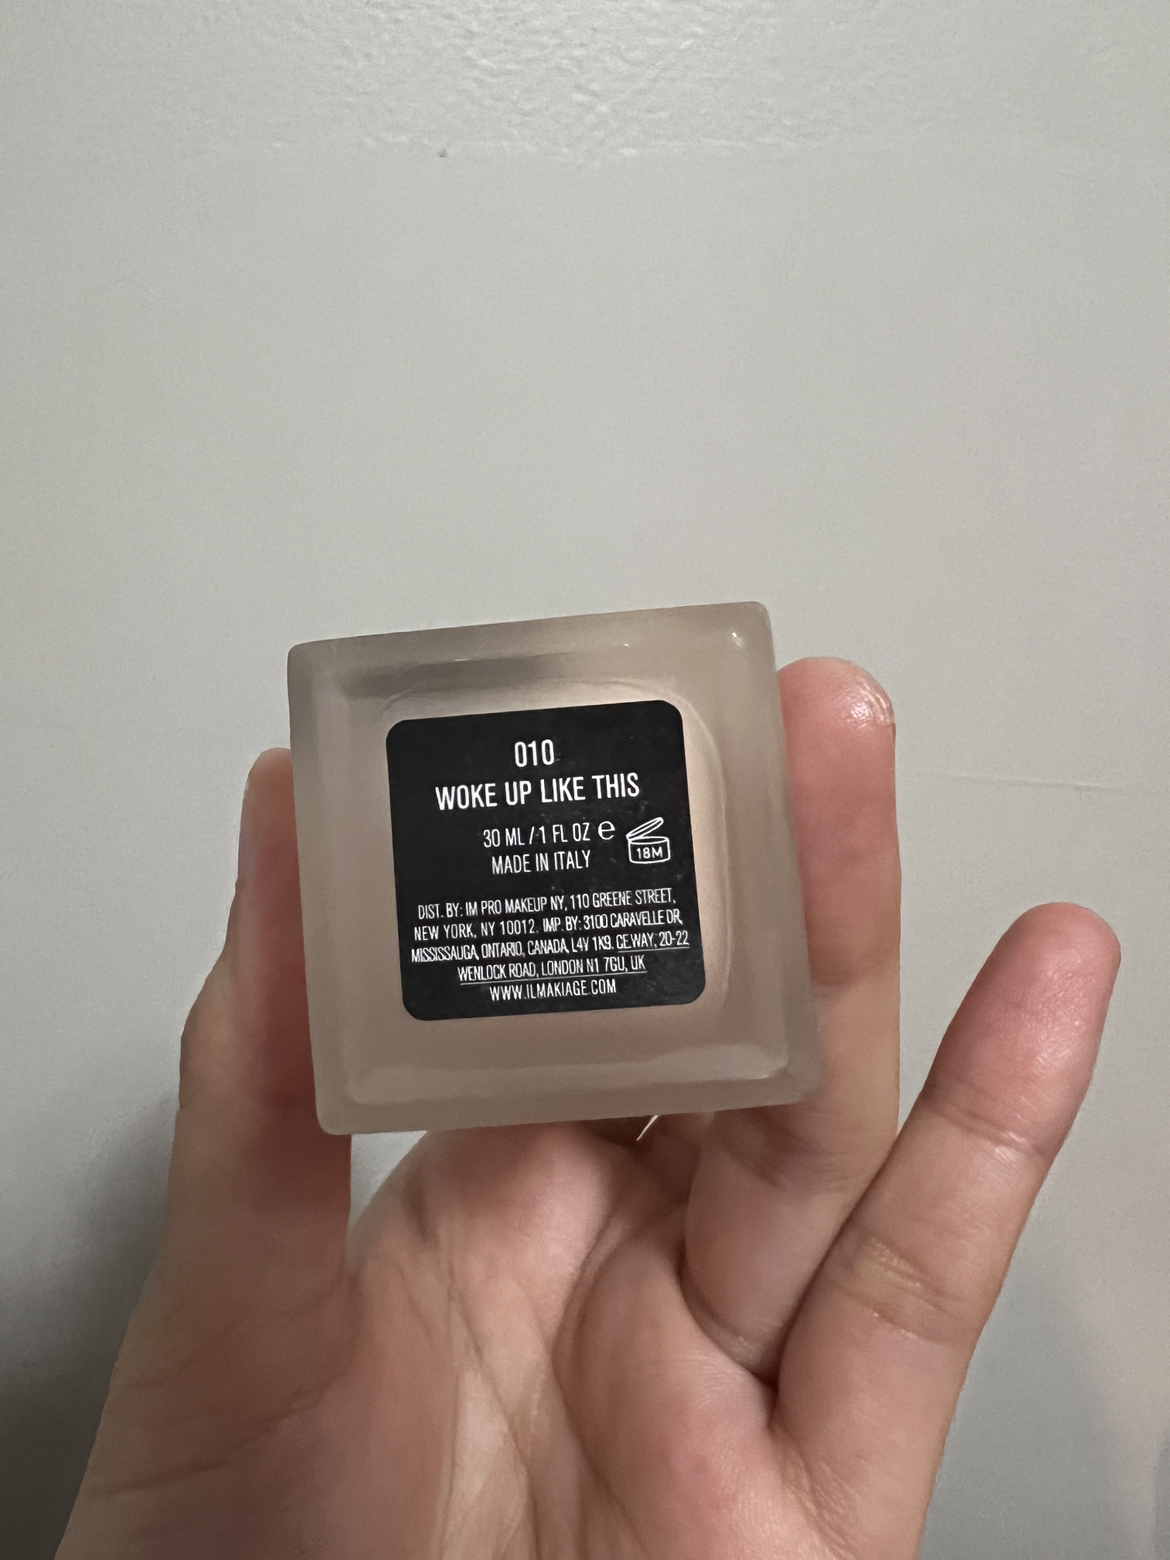 010
WOKE UP LIKE THIS
30 ML / 1 FL OZ ℮
MADE IN ITALY
18M
DIST. BY: IM PRO MAKEUP NY, 110 GREENE STREET,
NEW YORK, NY 10012. IMP. BY: 3100 CARAVELLE DR,
MISSISSAUGA, ONTARIO, CANADA, L4V 1K9. CEWAY, 20-22
WENLOCK ROAD, LONDON N1 7GU, UK
WWW.ILMAKIAGE.COM